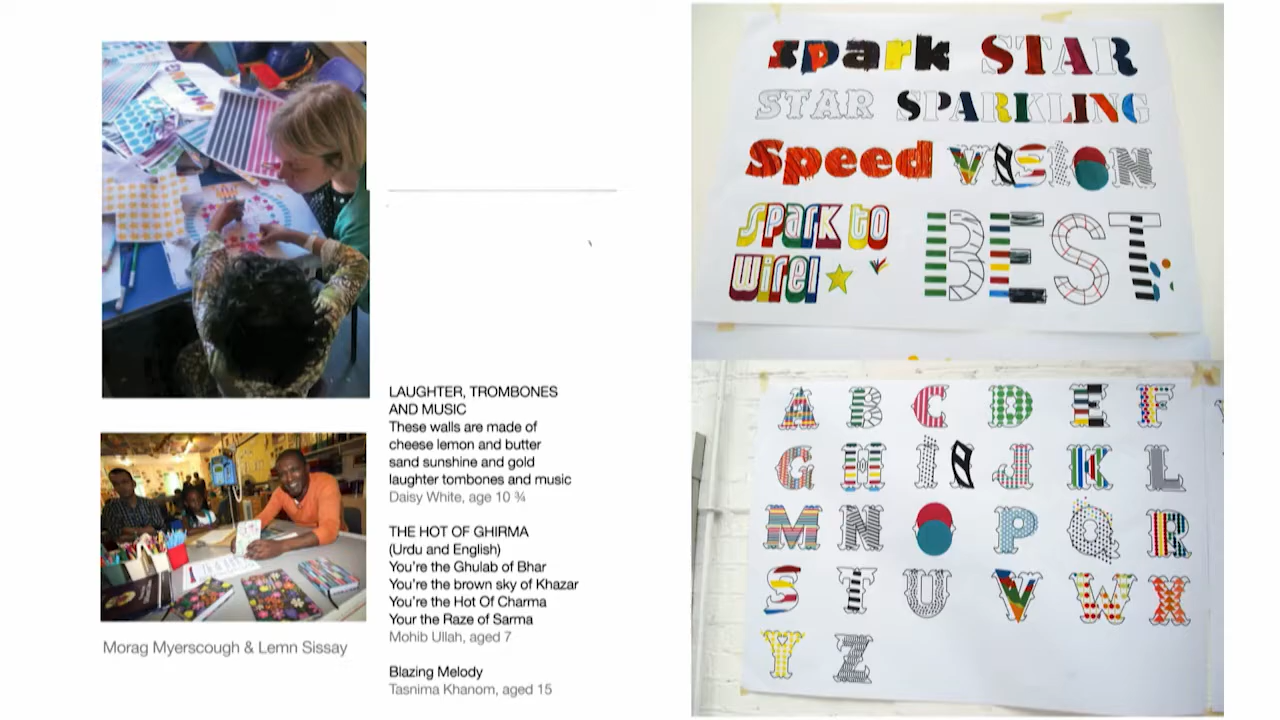 LAUGHTER, TROMBONES
AND MUSIC
These walls are made of
cheese lemon and butter
sand sunshine and gold
laughter tombones and music
Daisy White, age 10 ¾
THE HOT OF GHIRMA
(Urdu and English)
You're the Ghulab of Bhar
You're the brown sky of Khazar
You're the Hot Of Charma
Your the Raze of Sarma
Mohib Ullah, aged 7
Blazing Melody
Tasnima Khanom, aged 15
Morag Myerscough & Lemn Sissay
spark STAR
STAR SPARKLING
Speed VISION
Spark to
wire!
BEST
A B C D E F
G H I J K L
M N O P Q R
S T U V W X
Y Z